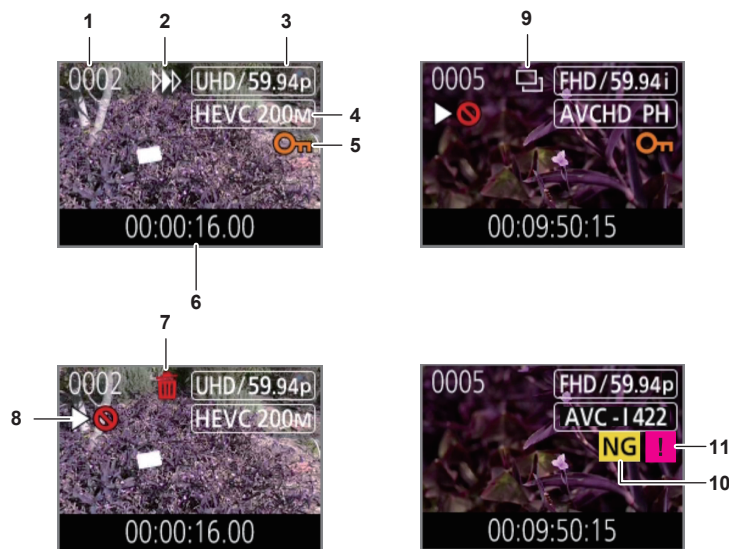 1 2 3
0002 UHD/59.94p
HEVC 200M 4
5
00:00:16.00
6
9
0005 FHD/59.94i
AVCHD PH
00:09:50:15
7
0002 UHD/59.94p
8 HEVC 200M
00:00:16.00
0005 FHD/59.94p
AVC-I 422
NG ! 11
10
00:09:50:15